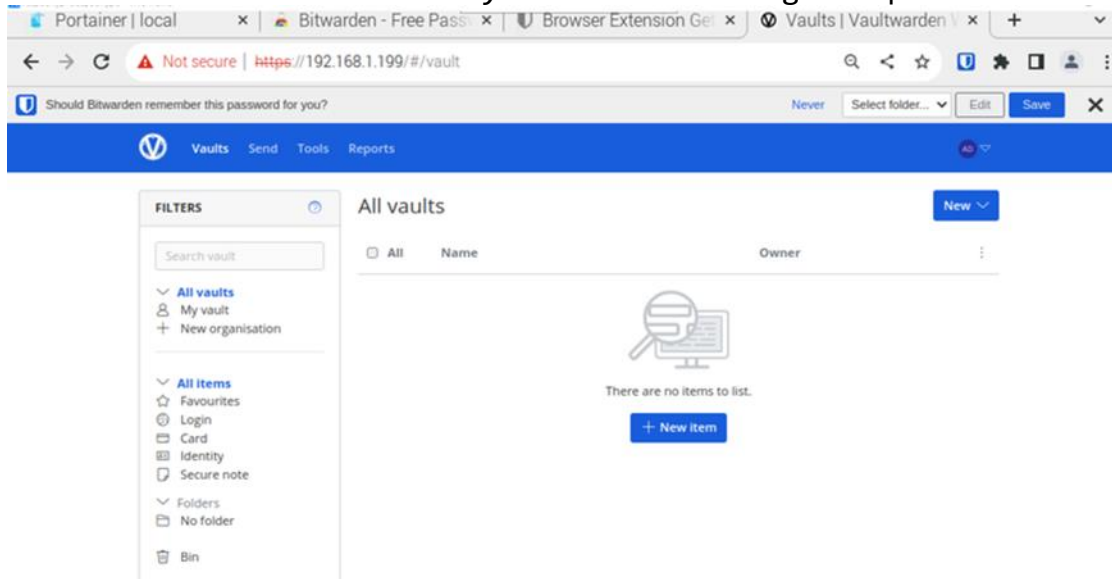 Portainer | local
Bitwarden - Free Pass
Browser Extension Ge
Vaults | Vaultwarden
Not secure | https://192.168.1.199/#/vault
Should Bitwarden remember this password for you?
Never
Select folder...
Edit
Save
Vaults
Send
Tools
Reports
AD
FILTERS
All vaults
New
Search vault
All
Name
Owner
All vaults
My vault
New organisation
All items
Favourites
Login
Card
Identity
Secure note
Folders
No folder
Bin
There are no items to list.
+ New item